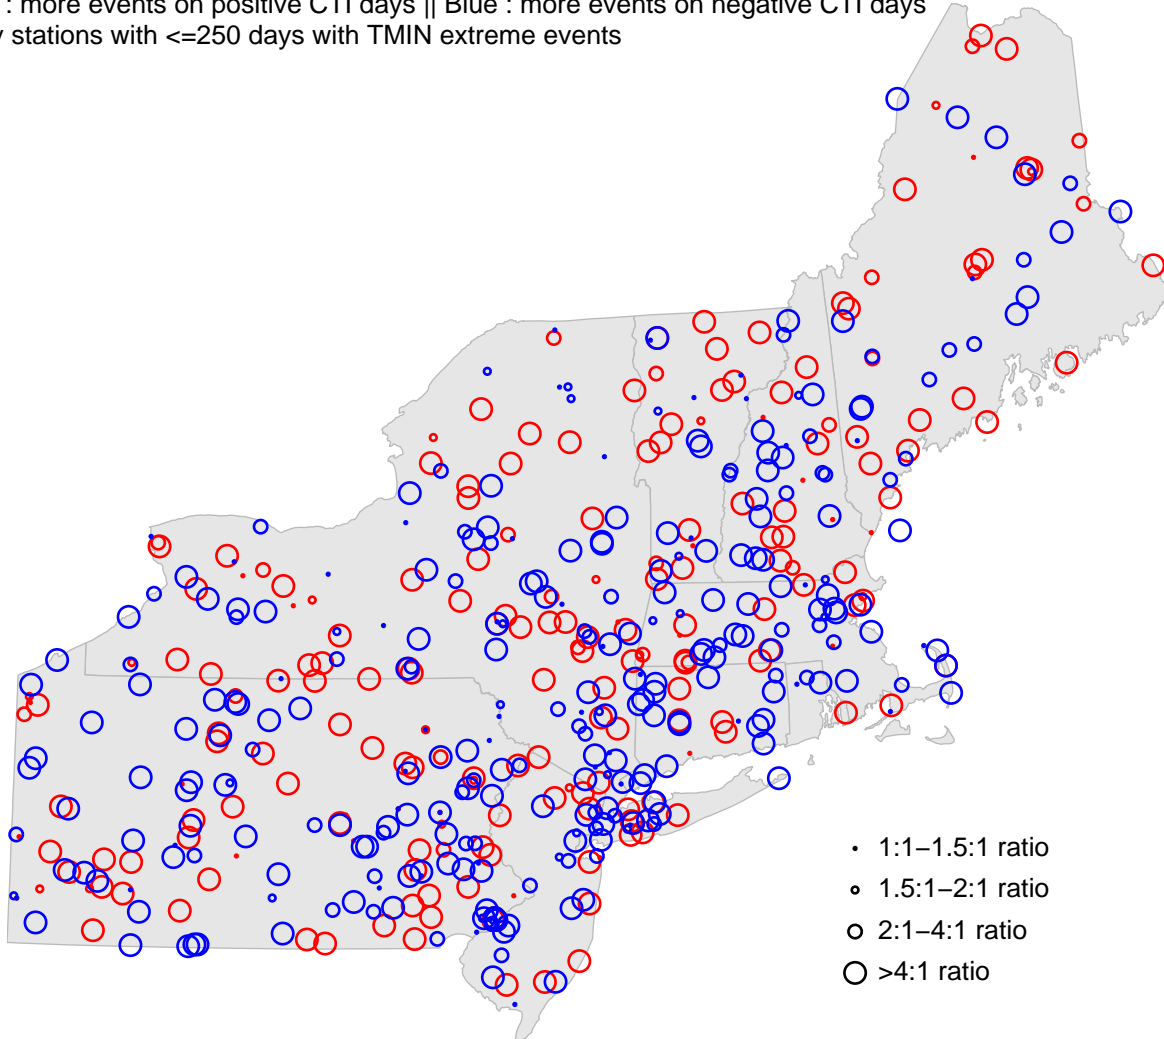 : more events on positive CTI days || Blue : more events on negative CTI days
stations with <=250 days with TMIN extreme events
1:1−1.5:1 ratio
1.5:1−2:1 ratio
2:1−4:1 ratio
>4:1 ratio